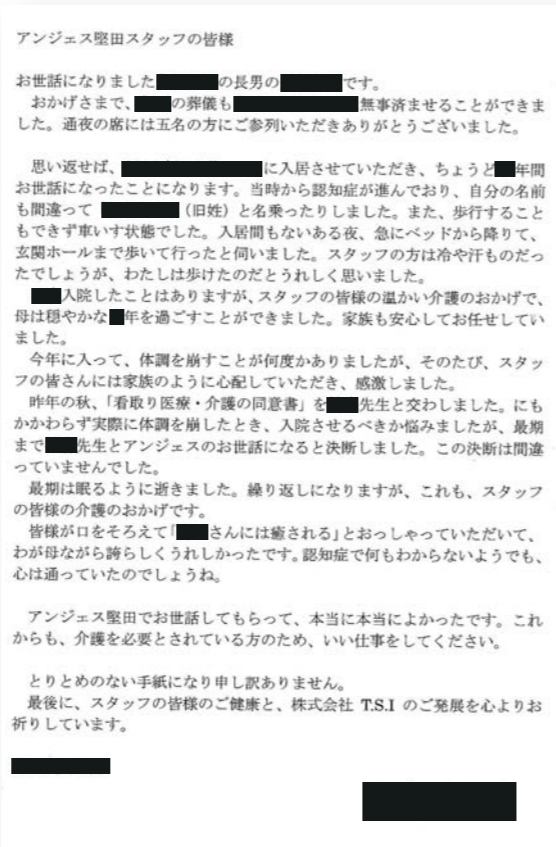 アンジェス堅田スタッフの皆様
お世話になりましたの長男のです。
おかげさまで、の葬儀も無事済ませることができま
した。通夜の席には五名の方にご参列いただきありがとうございました。
思い返せば、に入居させていただき、ちょうど年間
お世話になったことになります。当時から認知症が進んでおり、自分の名前
も間違って（旧姓）と名乗ったりしました。また、歩行すること
もできず車いす状態でした。入居間もないある夜、急にベッドから降りて、
玄関ホールまで歩いて行ったと伺いました。スタッフの方は冷や汗ものだっ
たでしょうが、わたしは歩けたのだとうれしく思いました。
入院したことはありますが、スタッフの皆様の温かい介護のおかげで、
母は穏やかな年を過ごすことができました。家族も安心してお任せしてい
ました。
今年に入って、体調を崩すことが何度かありましたが、そのたび、スタッ
フの皆さんには家族のように心配していただき、感激しました。
昨年の秋、「看取り医療・介護の同意書」を先生と交わしました。にも
かかわらず実際に体調を崩したとき、入院させるべきか悩みましたが、最期
まで先生とアンジェスのお世話になると決断しました。この決断は間違
っていませんでした。
最期は眠るように逝きました。繰り返しになりますが、これも、スタッフ
の皆様の介護のおかげです。
皆様が口をそろえて「さんには癒される」とおっしゃっていただいて、
わが母ながら誇らしくうれしかったです。認知症で何もわからないようでも、
心は通っていたのでしょうね。
アンジェス堅田でお世話してもらって、本当に本当によかったです。これ
からも、介護を必要とされている方のため、いい仕事をしてください。
とりとめのない手紙になり申し訳ありません。
最後に、スタッフの皆様のご健康と、株式会社 T.S.I のご発展を心よりお
祈りしています。